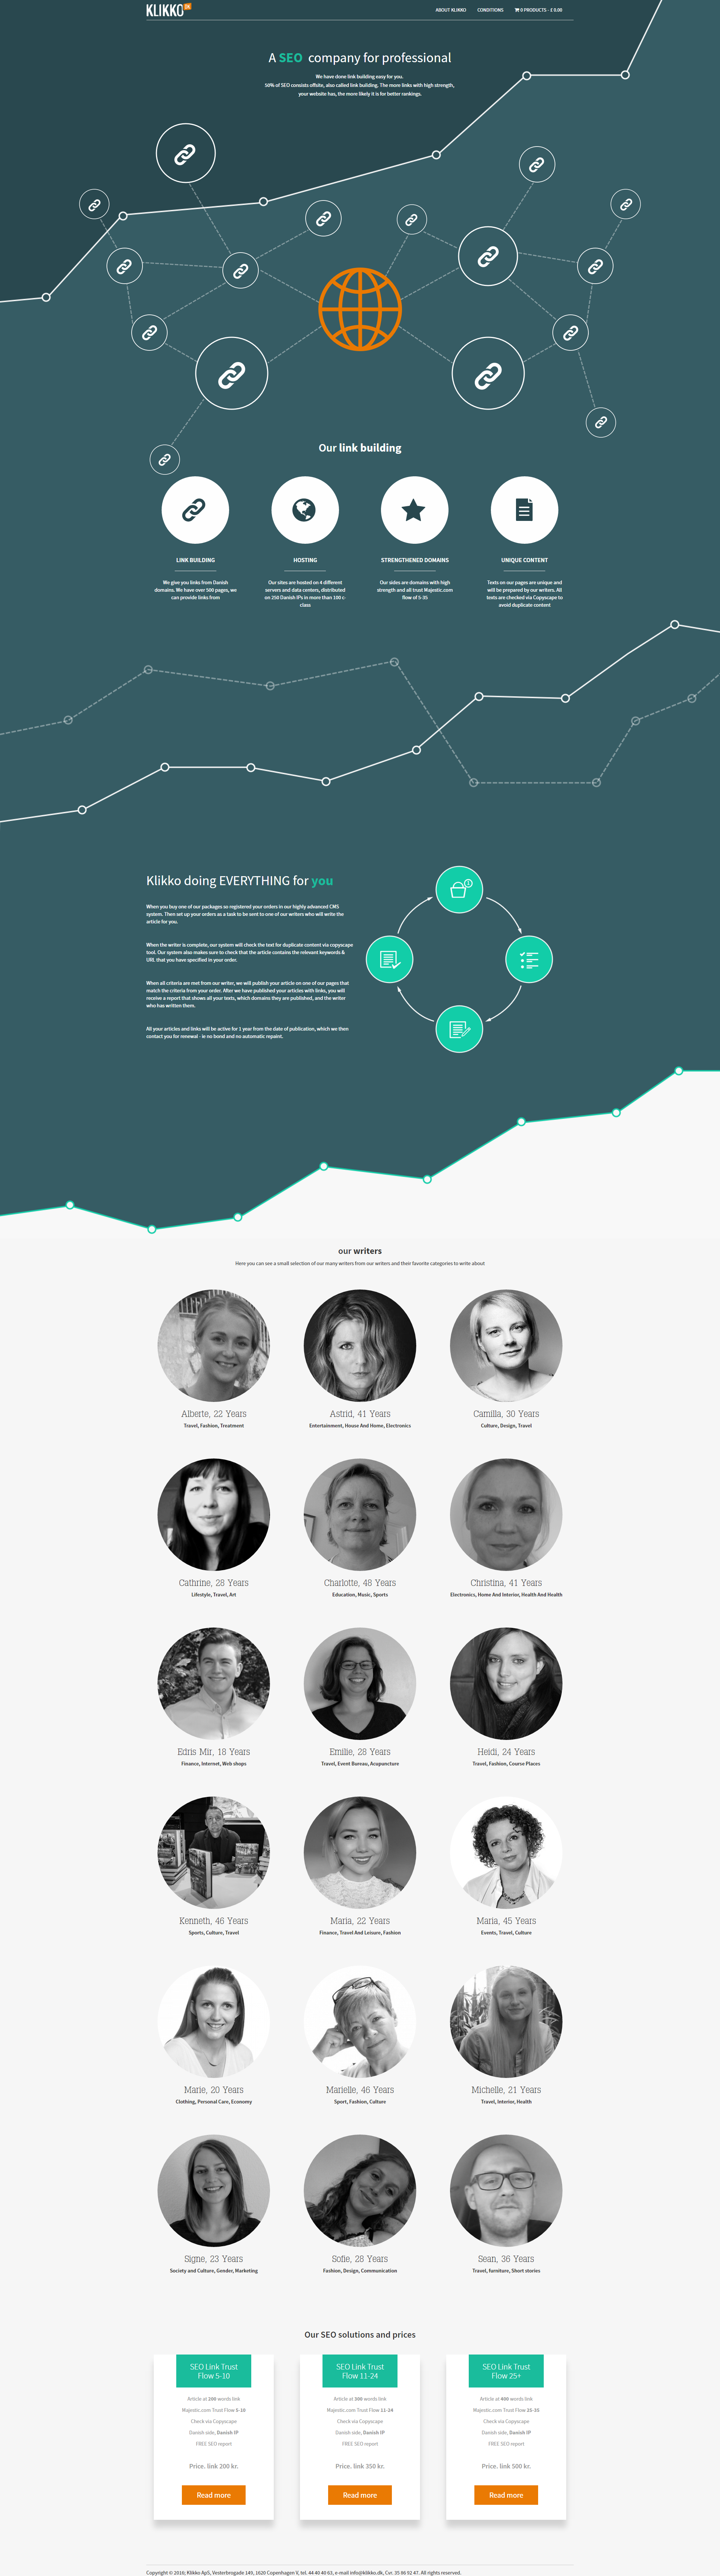 KLIKKO DK
ABOUT KLIKKO CONDITIONS 0 PRODUCTS - £ 0.00
A SEO company for professional
We have done link building easy for you.
50% of SEO consists offsite, also called link building. The more links with high strength,
your website has, the more likely it is for better rankings.
Our link building
LINK BUILDING
We give you links from Danish
domains. We have over 500 pages, we
can provide links from
HOSTING
Our sites are hosted on 4 different
servers and data centers, distributed
on 250 Danish IPs in more than 100 c-
class
STRENGTHENED DOMAINS
Our sides are domains with high
strength and all trust Majestic.com
flow of 5-35
UNIQUE CONTENT
Texts on our pages are unique and
will be prepared by our writers. All
texts are checked via Copyscape to
avoid duplicate content
Klikko doing EVERYTHING for you
When you buy one of our packages so registered your orders in our highly advanced CMS
system. Then set up your orders as a task to be sent to one of our writers who will write the
article for you.
When the writer is complete, our system will check the text for duplicate content via copyscape
tool. Our system also makes sure to check that the article contains the relevant keywords &
URL that you have specified in your order.
When all criteria are met from our writer, we will publish your article on one of our pages that
match the criteria from your order. After we have published your articles with links, you will
receive a report that shows all your texts, which domains they are published, and the writer
who has written them.
All your articles and links will be active for 1 year from the date of publication, which we then
contact you for renewal - ie no bond and no automatic repaint.
1
our writers
Here you can see a small selection of our many writers from our writers and their favorite categories to write about
Alberte, 22 Years
Travel, Fashion, Treatment
Astrid, 41 Years
Entertainment, House And Home, Electronics
Camilla, 30 Years
Culture, Design, Travel
Cathrine, 28 Years
Lifestyle, Travel, Art
Charlotte, 48 Years
Education, Music, Sports
Christina, 41 Years
Electronics, Home And Interior, Health And Health
Edris Mir, 18 Years
Finance, Internet, Web shops
Emilie, 28 Years
Travel, Event Bureau, Acapuncture
Heidi, 24 Years
Travel, Fashion, Course Places
Kenneth, 46 Years
Sports, Culture, Travel
Maria, 22 Years
Finance, Travel And Leisure, Fashion
Maria, 45 Years
Events, Travel, Culture
Marie, 20 Years
Clothing, Personal Care, Economy
Marielle, 46 Years
Sport, Fashion, Culture
Michelle, 21 Years
Travel, Interior, Health
Signe, 23 Years
Society and Culture, Gender, Marketing
Sofie, 28 Years
Fashion, Design, Communication
Sean, 36 Years
Travel, furniture, Short stories
Our SEO solutions and prices
SEO Link Trust
Flow 5-10
Article at 200 words link
Majestic.com Trust Flow 5-10
Check via Copyscape
Danish side, Danish IP
FREE SEO report
Price. link 200 kr.
Read more
SEO Link Trust
Flow 11-24
Article at 300 words link
Majestic.com Trust Flow 11-24
Check via Copyscape
Danish side, Danish IP
FREE SEO report
Price. link 350 kr.
Read more
SEO Link Trust
Flow 25+
Article at 400 words link
Majestic.com Trust Flow 25-35
Check via Copyscape
Danish side, Danish IP
FREE SEO report
Price. link 500 kr.
Read more
Copyright © 2016; Klikko ApS, Vesterbrogade 149, 1620 Copenhagen V, tel. 44 40 40 63, e-mail info@klikko.dk, Cvr. 35 86 92 47. All rights reserved.